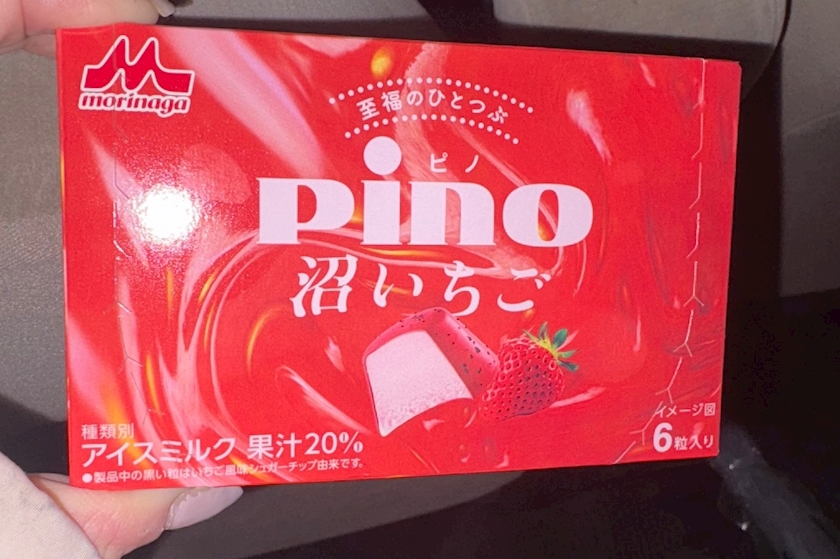 morinaga
至福のひとつぶ
ピノ
pino
沼いちご
イメージ図
6粒入り
種類別
アイスミルク 果汁20%
●製品中の黒い粒はいちご風味シュガーチップ由来です。